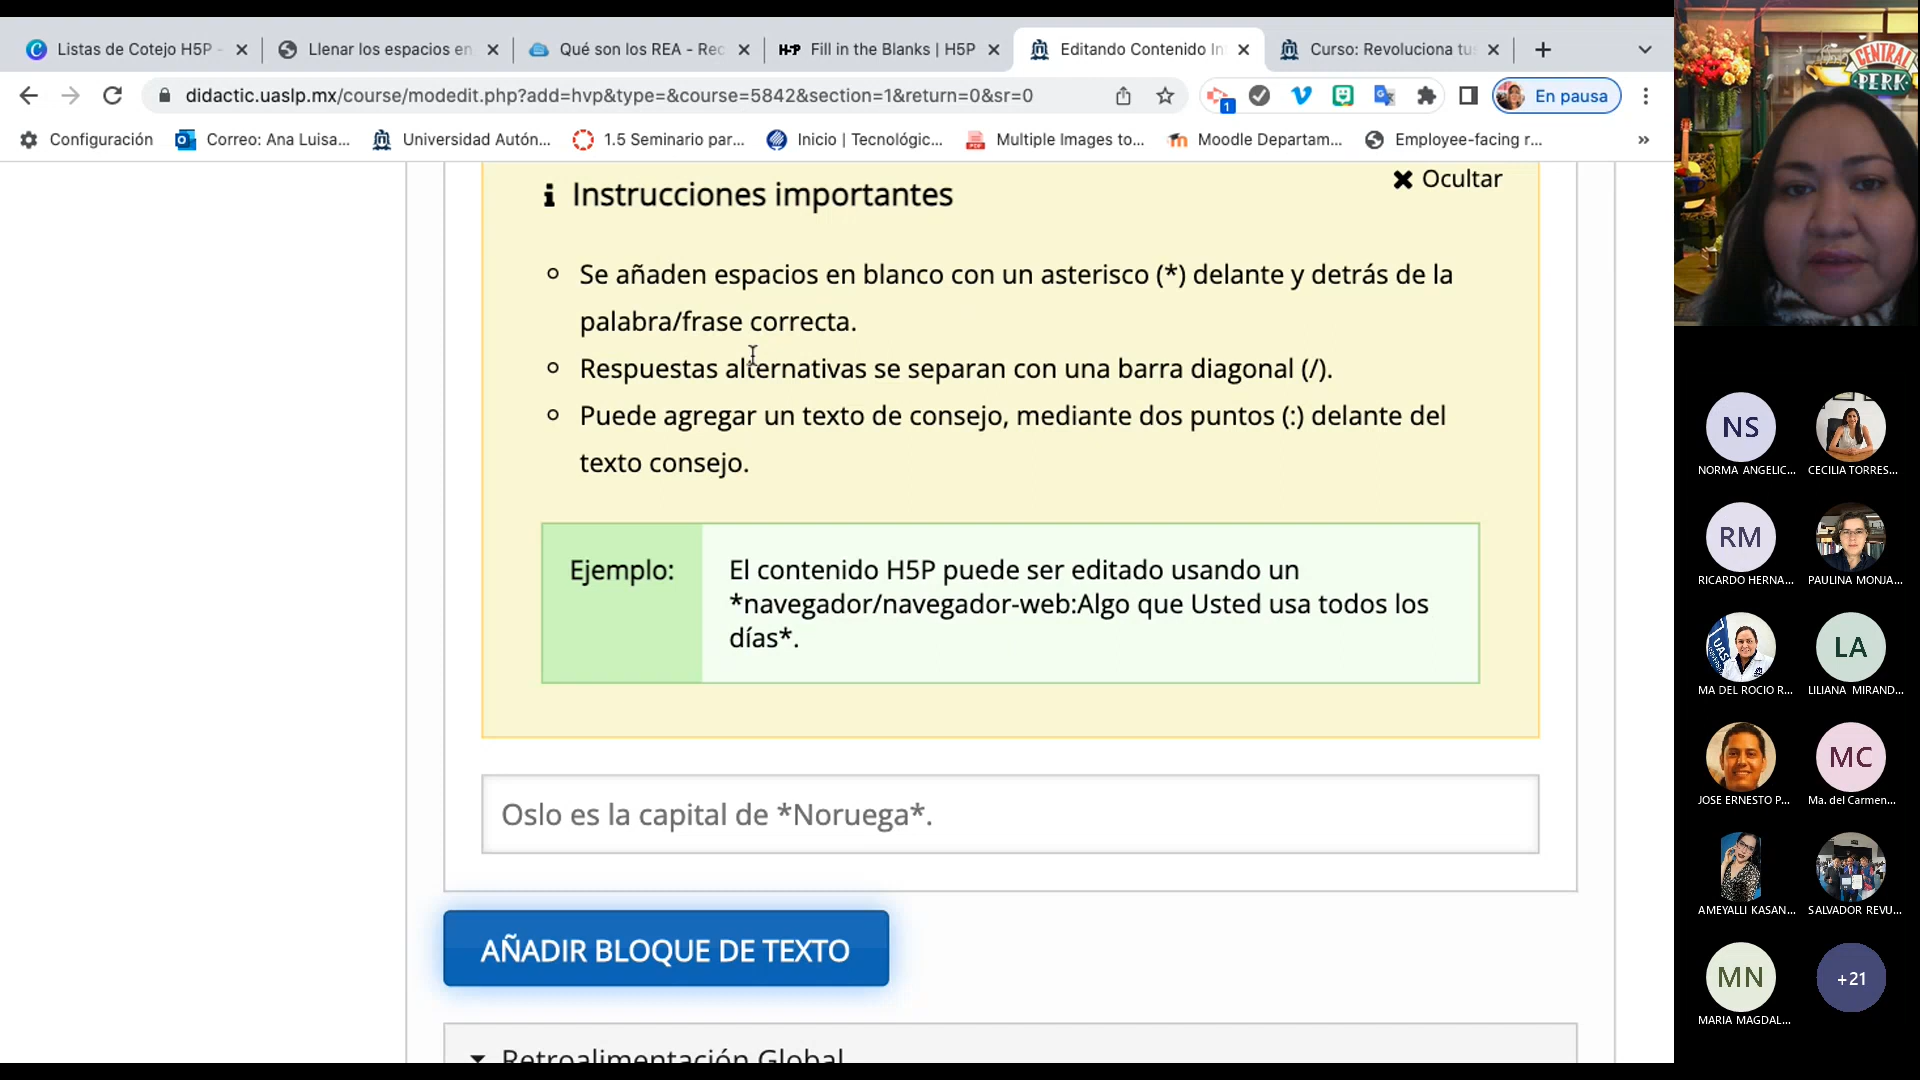 Listas de Cotejo H5P -
Llenar los espacios en
Qué son los REA - Rec
H-P Fill in the Blanks | H5P
Editando Contenido In
Curso: Revoluciona tus
didactic.uaslp.mx/course/modedit.php?add=hvp&type=&course=5842&section=1&return=0&sr=0
1
En pausa
Configuración
Correo: Ana Luisa...
Universidad Autón...
1.5 Seminario par...
Inicio | Tecnológic...
Multiple Images to...
Moodle Departam...
Employee-facing r...
»
Instrucciones importantes
Ocultar
Se añaden espacios en blanco con un asterisco (*) delante y detrás de la
palabra/frase correcta.
Respuestas alternativas se separan con una barra diagonal (/).
Puede agregar un texto de consejo, mediante dos puntos (:) delante del
texto consejo.
Ejemplo:
El contenido H5P puede ser editado usando un
*navegador/navegador-web:Algo que Usted usa todos los
días*.
Oslo es la capital de *Noruega*.
AÑADIR BLOQUE DE TEXTO
Retroalimentación Global
CENTRAL
PERK
NS
NORMA ANGELIC...
CECILIA TORRES...
RM
RICARDO HERNA...
PAULINA MONJA...
MA DEL ROCIO R...
LA
LILIANA MIRAND...
JOSE ERNESTO P...
MC
Ma. del Carmen...
AMEYALLI KASAN...
SALVADOR REVU...
MN
MARIA MAGDAL...
+21